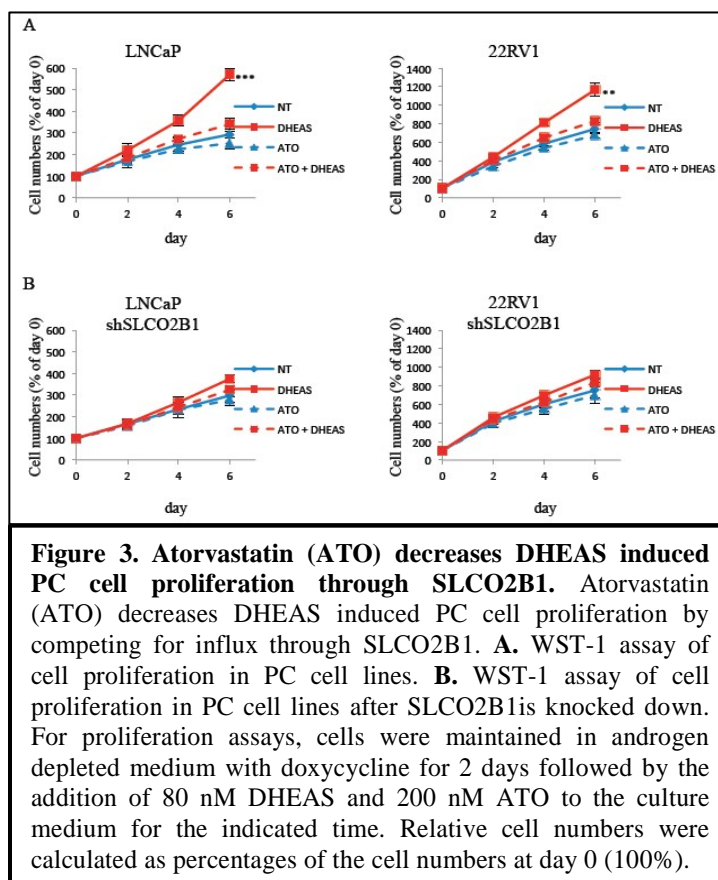 A
LNCaP
22RV1
Cell numbers (% of day 0)
600
500
400
300
200
100
0
0 2 4 6
day
***
NT
DHEAS
ATO
ATO + DHEAS
Cell numbers (% of day 0)
1400
1200
1000
800
600
400
200
0
0 2 4 6
day
**
NT
DHEAS
ATO
ATO + DHEAS
B
LNCaP
shSLCO2B1
22RV1
shSLCO2B1
Cell numbers (% of day 0)
600
500
400
300
200
100
0
0 2 4 6
day
NT
DHEAS
ATO
ATO + DHEAS
Cell numbers (% of day 0)
1400
1200
1000
800
600
400
200
0
0 2 4 6
day
NT
DHEAS
ATO
ATO + DHEAS
Figure 3. Atorvastatin (ATO) decreases DHEAS induced
PC cell proliferation through SLCO2B1. Atorvastatin
(ATO) decreases DHEAS induced PC cell proliferation by
competing for influx through SLCO2B1. A. WST-1 assay of
cell proliferation in PC cell lines. B. WST-1 assay of cell
proliferation in PC cell lines after SLCO2B1is knocked down.
For proliferation assays, cells were maintained in androgen
depleted medium with doxycycline for 2 days followed by the
addition of 80 nM DHEAS and 200 nM ATO to the culture
medium for the indicated time. Relative cell numbers were
calculated as percentages of the cell numbers at day 0 (100%).